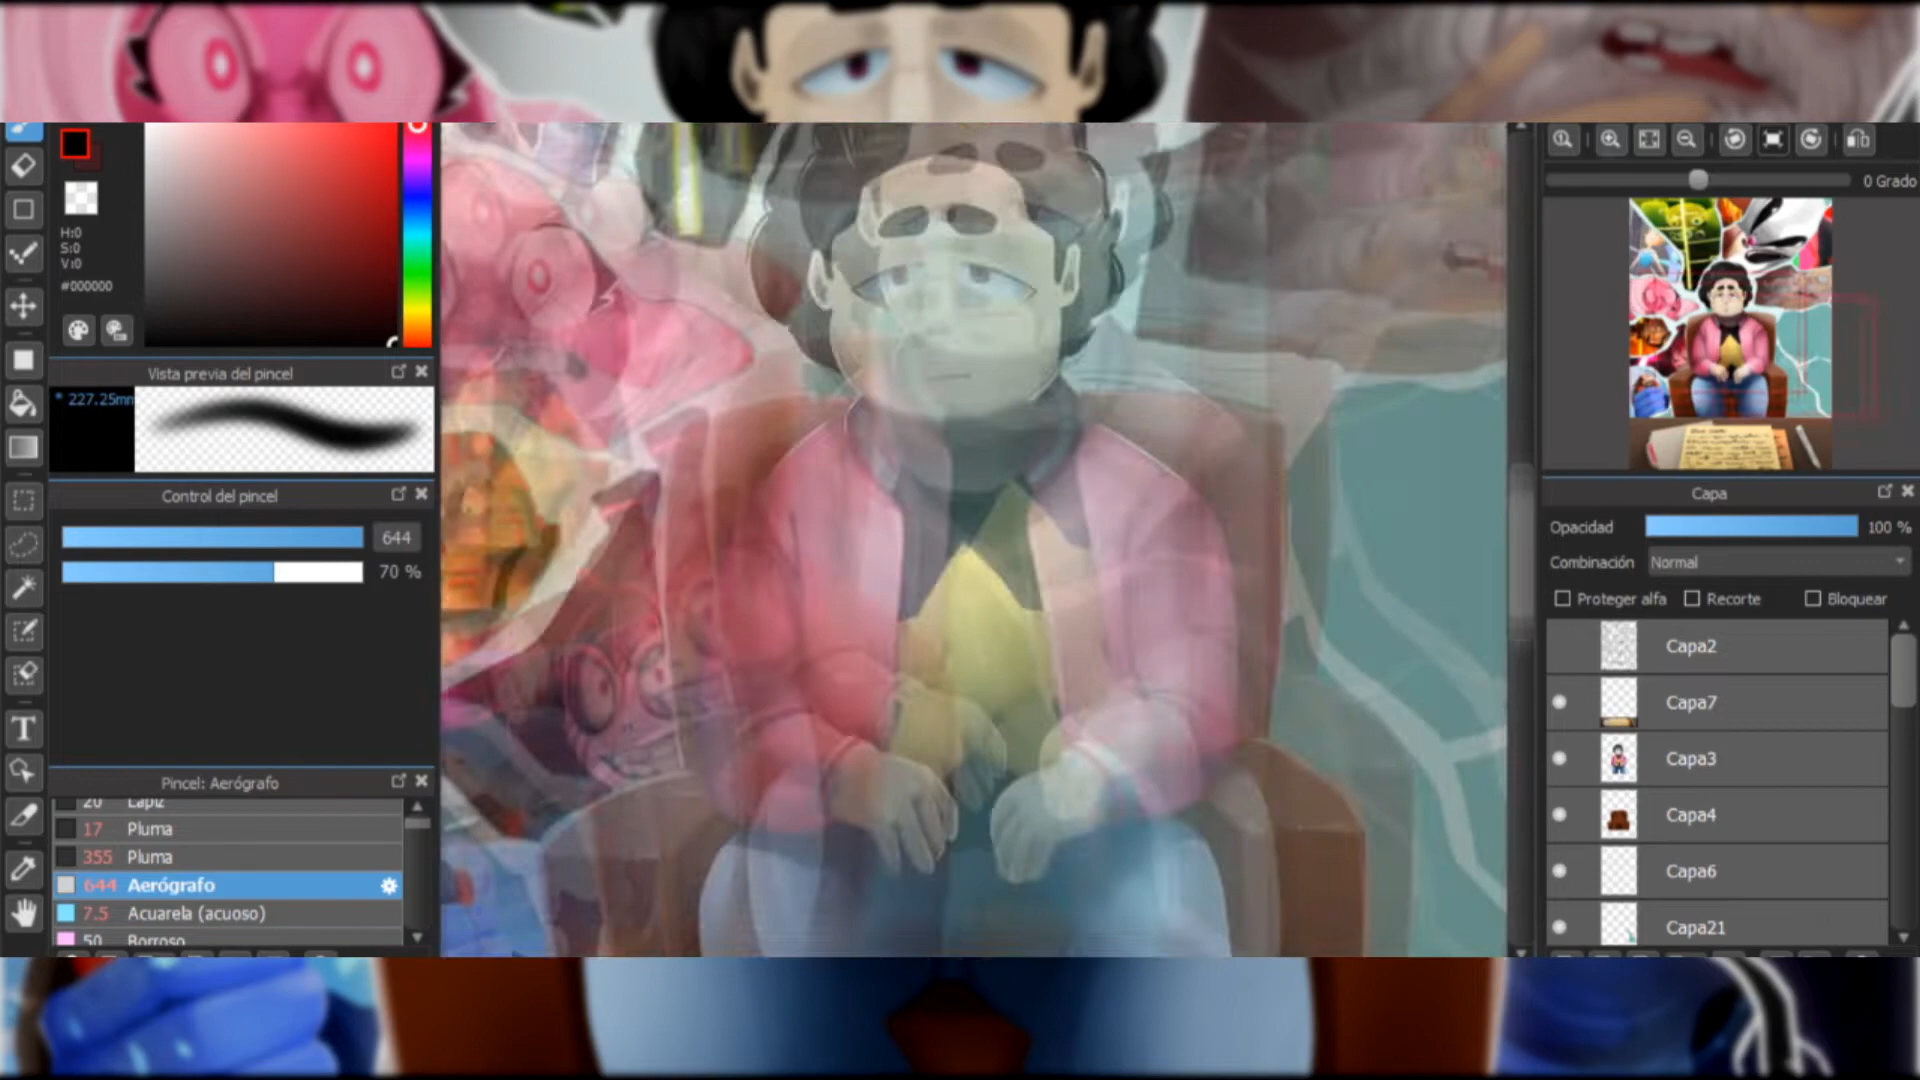 H:0
S:0
V:0
#000000
Vista previa del pincel
* 227.25mm
Control del pincel
644
70 %
Pincel: Aerógrafo
20 Lápiz
17 Pluma
355 Pluma
644 Aerógrafo
7.5 Acuarela (acuoso)
50 Borroso
0 Grado
Capa
Opacidad 100 %
Combinación Normal
Proteger alfa Recorte Bloquear
Capa2
Capa7
Capa3
Capa4
Capa6
Capa21